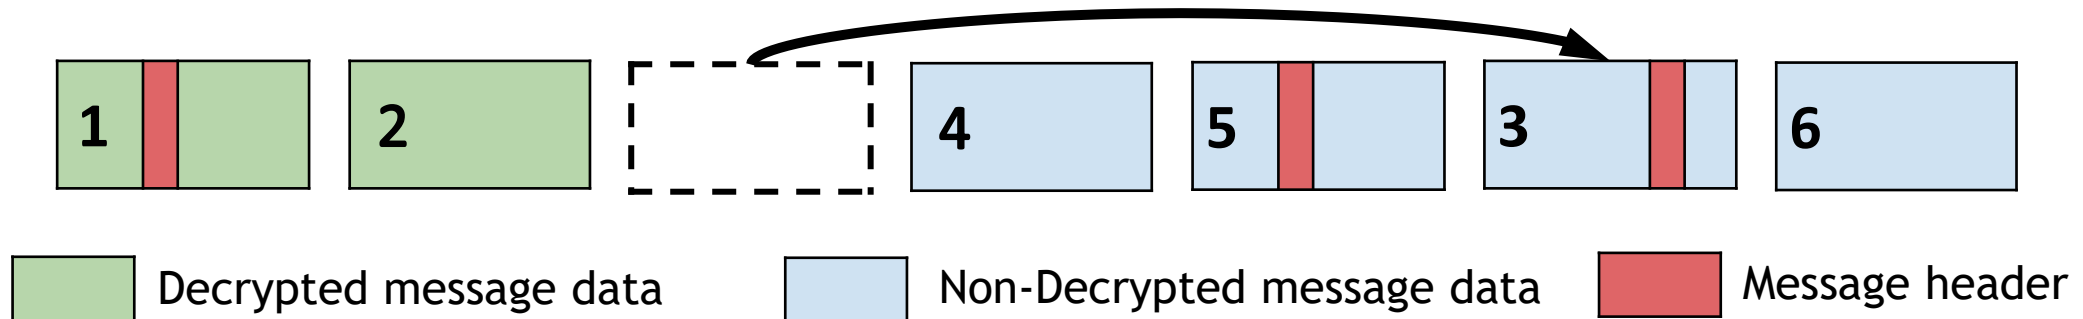 1 2 4 5 3 6
Decrypted message data Non-Decrypted message data Message header